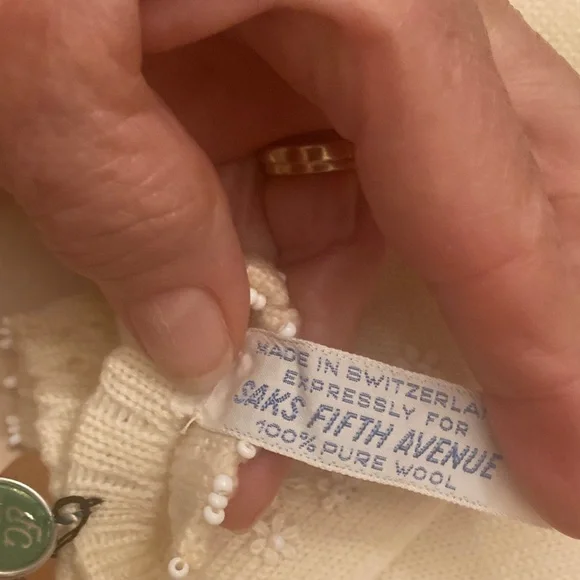 MADE IN SWITZERLAN
EXPRESSLY FOR
SAKS FIFTH AVENUE
100% PURE WOOL